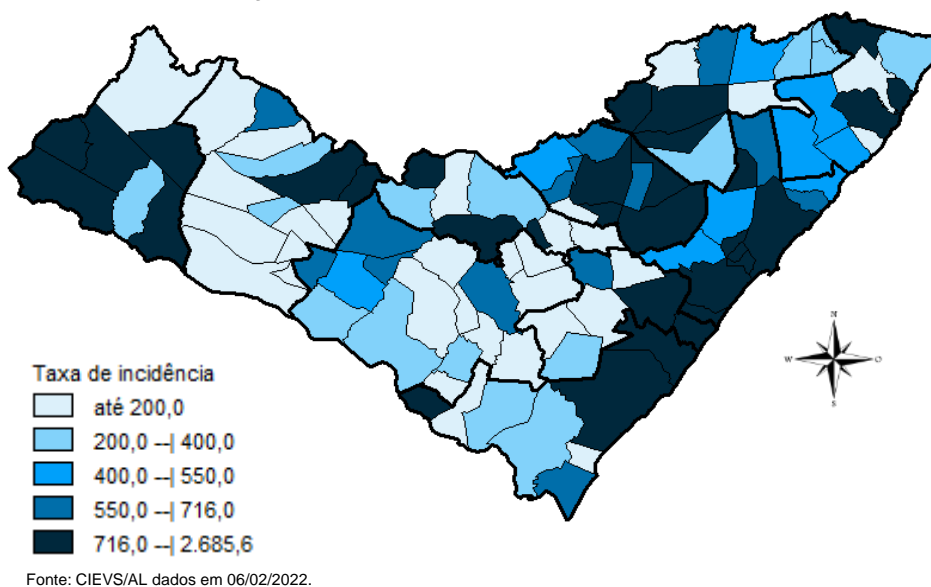 N
W
O
S
Taxa de incidência
até 200,0
200,0 --| 400,0
400,0 --| 550,0
550,0 --| 716,0
716,0 --| 2.685,6
Fonte: CIEVS/AL dados em 06/02/2022.